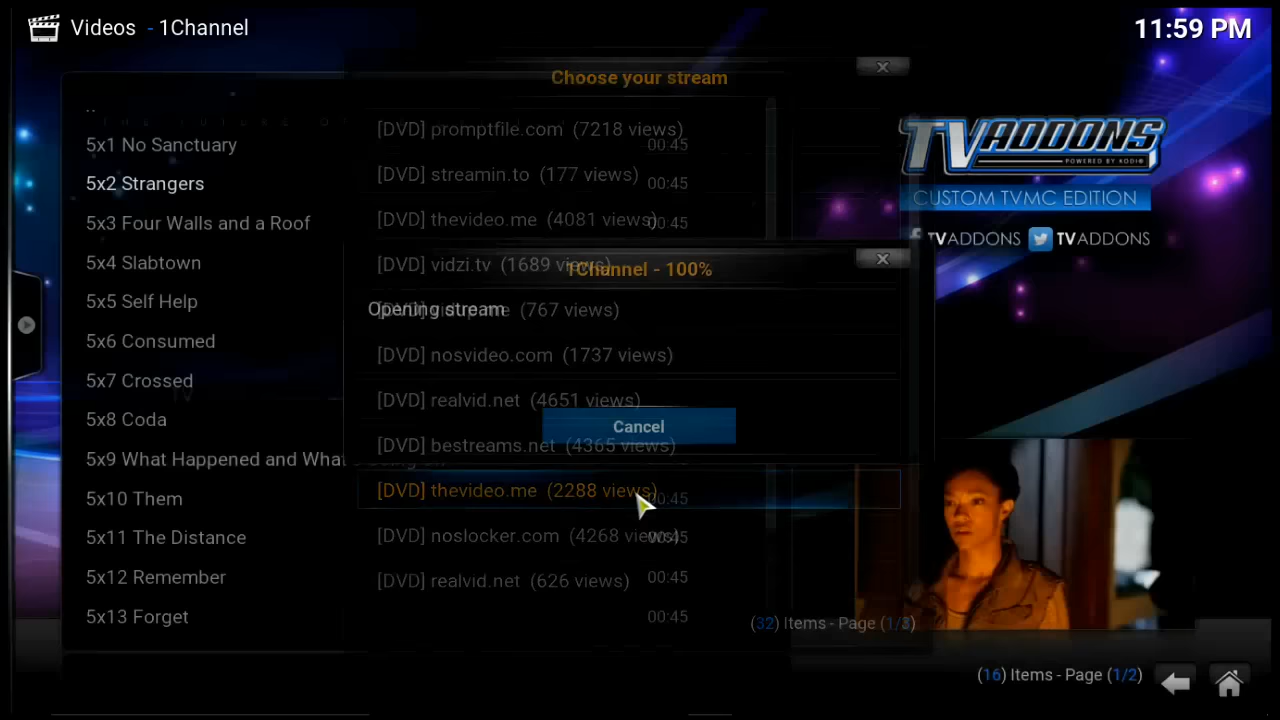 Videos - 1Channel
11:59 PM
Choose your stream
..
5x1 No Sanctuary
5x2 Strangers
5x3 Four Walls and a Roof
5x4 Slabtown
5x5 Self Help
5x6 Consumed
5x7 Crossed
5x8 Coda
5x9 What Happened and What's Going On
5x10 Them
5x11 The Distance
5x12 Remember
5x13 Forget
[DVD] promptfile.com (7218 views)
00:45
[DVD] streamin.to (177 views)
00:45
[DVD] thevideo.me (4081 views)
00:45
[DVD] vidzi.tv (1689 views)
1Channel - 100%
Opening stream
(767 views)
[DVD] nosvideo.com (1737 views)
[DVD] realvid.net (4651 views)
Cancel
[DVD] bestreams.net (4365 views)
[DVD] thevideo.me (2288 views)
00:45
[DVD] noslocker.com (4268 views)
00:45
[DVD] realvid.net (626 views)
00:45
00:45
(32) Items - Page (1/3)
TVADDONS
POWERED BY KODI
CUSTOM TVMC EDITION
TVADDONS TVADDONS
(16) Items - Page (1/2)